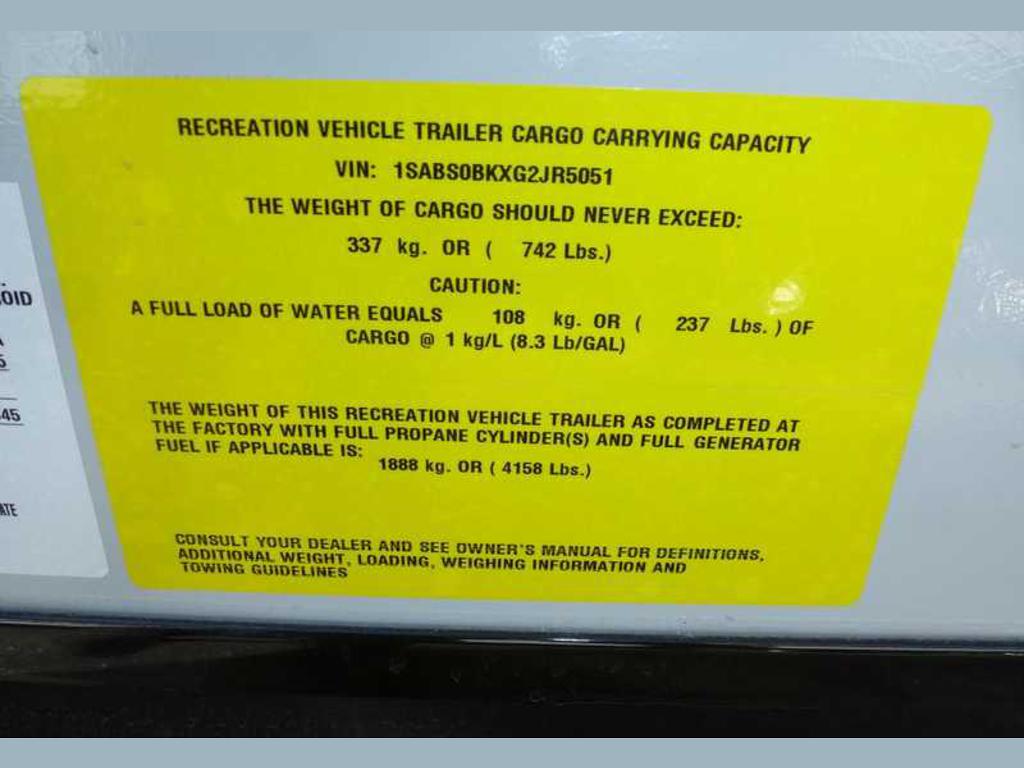 RECREATION VEHICLE TRAILER CARGO CARRYING CAPACITY
VIN: 1SABS0BKXG2JR5051
THE WEIGHT OF CARGO SHOULD NEVER EXCEED:
337 kg. OR ( 742 Lbs.)
CAUTION:
A FULL LOAD OF WATER EQUALS 108 kg. OR ( 237 Lbs. ) OF
CARGO @ 1 kg/L (8.3 Lb/GAL)
THE WEIGHT OF THIS RECREATION VEHICLE TRAILER AS COMPLETED AT
THE FACTORY WITH FULL PROPANE CYLINDER(S) AND FULL GENERATOR
FUEL IF APPLICABLE IS:
1888 kg. OR ( 4158 Lbs.)
CONSULT YOUR DEALER AND SEE OWNER'S MANUAL FOR DEFINITIONS,
ADDITIONAL WEIGHT, LOADING, WEIGHING INFORMATION AND
TOWING GUIDELINES
OID
5
45
ATE